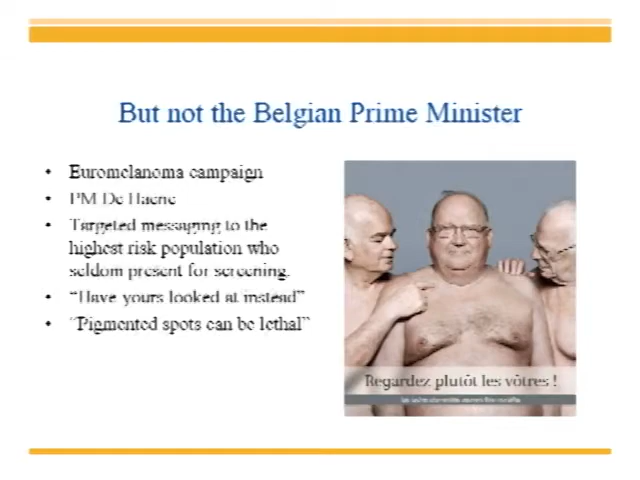 But not the Belgian Prime Minister
• Euromelanoma campaign
• PM De Haene
• Targeted messaging to the
highest risk population who
seldom present for screening.
• “Have yours looked at instead”
• “Pigmented spots can be lethal”
Regardez plutôt les vôtres !